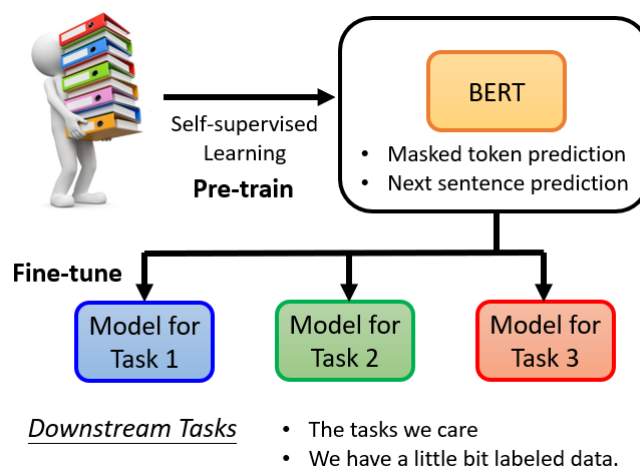 BERT
Self-supervised
Learning
Pre-train
• Masked token prediction
• Next sentence prediction
Fine-tune
Model for
Task 1
Model for
Task 2
Model for
Task 3
Downstream Tasks
• The tasks we care
• We have a little bit labeled data.